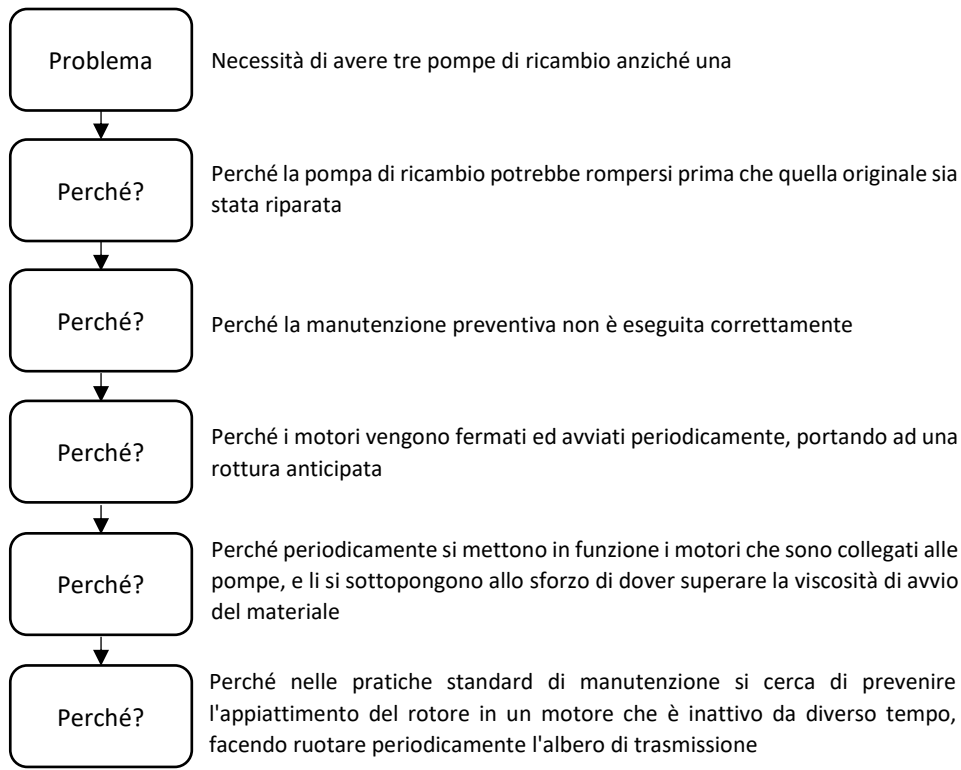 Problema
Necessità di avere tre pompe di ricambio anziché una
Perché?
Perché la pompa di ricambio potrebbe rompersi prima che quella originale sia
stata riparata
Perché?
Perché la manutenzione preventiva non è eseguita correttamente
Perché?
Perché i motori vengono fermati ed avviati periodicamente, portando ad una
rottura anticipata
Perché?
Perché periodicamente si mettono in funzione i motori che sono collegati alle
pompe, e li si sottopongono allo sforzo di dover superare la viscosità di avvio
del materiale
Perché?
Perché nelle pratiche standard di manutenzione si cerca di prevenire
l'appiattimento del rotore in un motore che è inattivo da diverso tempo,
facendo ruotare periodicamente l'albero di trasmissione